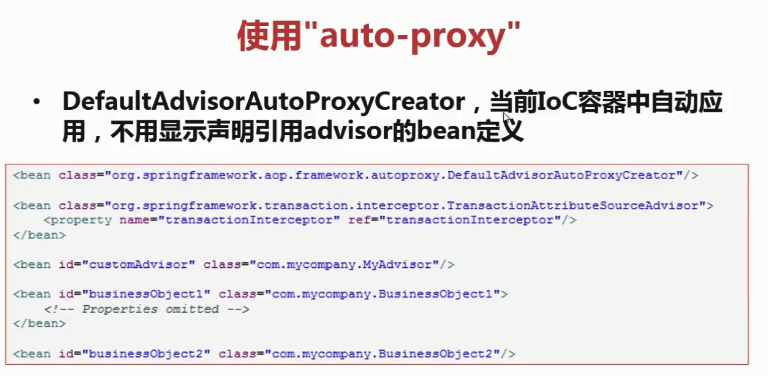 使用"auto-proxy"
• DefaultAdvisorAutoProxyCreator，当前IoC容器中自动应
用，不用显示声明引用advisor的bean定义
<bean class="org.springframework.aop.framework.autoproxy.DefaultAdvisorAutoProxyCreator"/>
<bean class="org.springframework.transaction.interceptor.TransactionAttributeSourceAdvisor">
<property name="transactionInterceptor" ref="transactionInterceptor"/>
</bean>
<bean id="customAdvisor" class="com.mycompany.MyAdvisor"/>
<bean id="businessObject1" class="com.mycompany.BusinessObject1">
<!-- Properties omitted -->
</bean>
<bean id="businessObject2" class="com.mycompany.BusinessObject2"/>